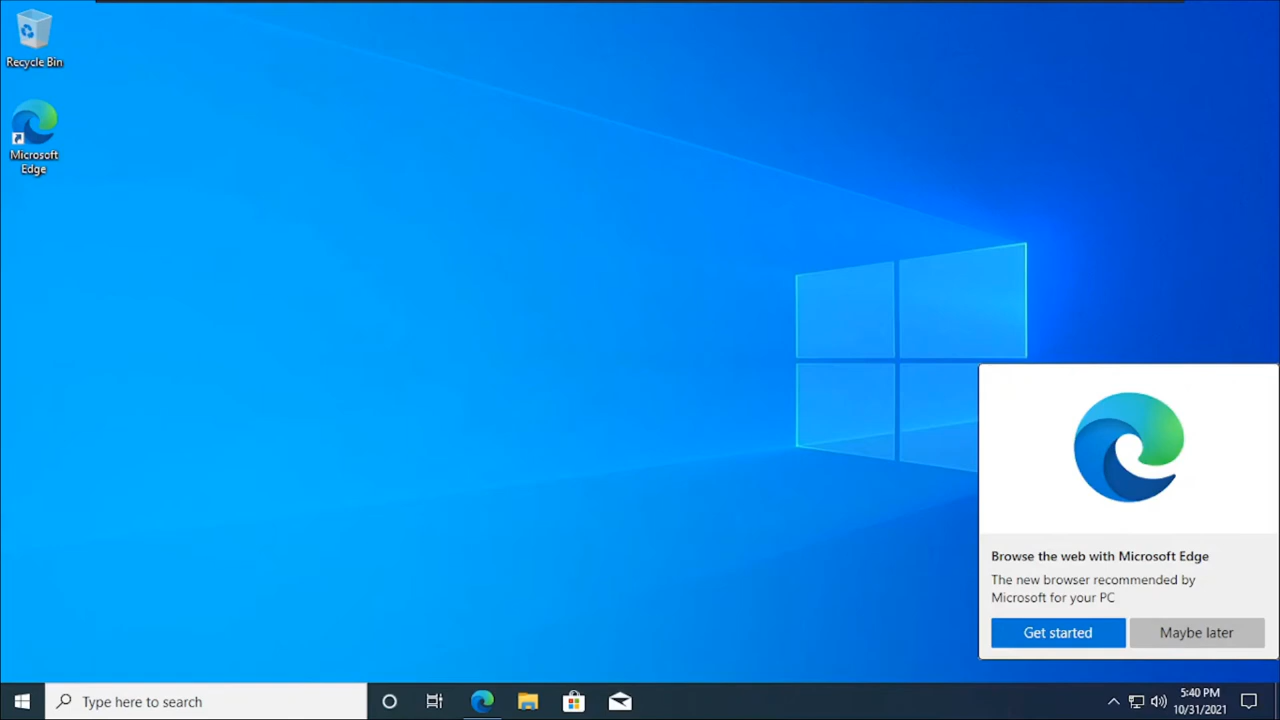 Recycle Bin
Microsoft
Edge
Browse the web with Microsoft Edge
The new browser recommended by
Microsoft for your PC
Get started
Maybe later
Type here to search
5:40 PM
10/31/2021